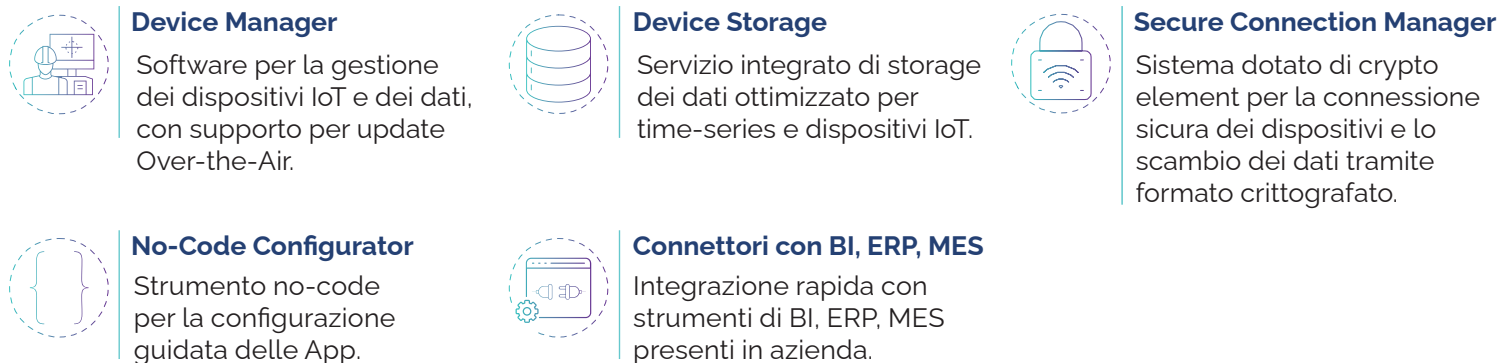 Device Manager
Software per la gestione
dei dispositivi IoT e dei dati,
con supporto per update
Over-the-Air.
Device Storage
Servizio integrato di storage
dei dati ottimizzato per
time-series e dispositivi IoT.
Secure Connection Manager
Sistema dotato di crypto
element per la connessione
sicura dei dispositivi e lo
scambio dei dati tramite
formato crittografato.
No-Code Configurator
Strumento no-code
per la configurazione
guidata delle App.
Connettori con BI, ERP, MES
Integrazione rapida con
strumenti di BI, ERP, MES
presenti in azienda.